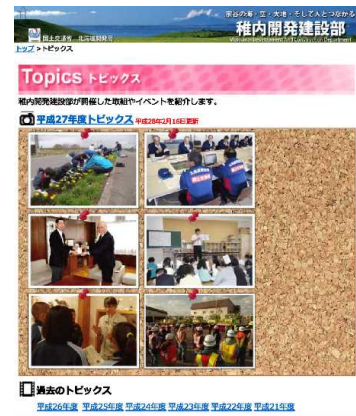 宗谷の海・空・大地・そして人とつながる
国土交通省 北海道開発局
稚内開発建設部
トップ > トピックス
Topics トピックス
稚内開発建設部が開催した取組やイベントを紹介します。
平成27年度トピックス 平成28年2月16日更新
過去のトピックス
平成26年度 平成25年度 平成24年度 平成23年度 平成22年度 平成21年度